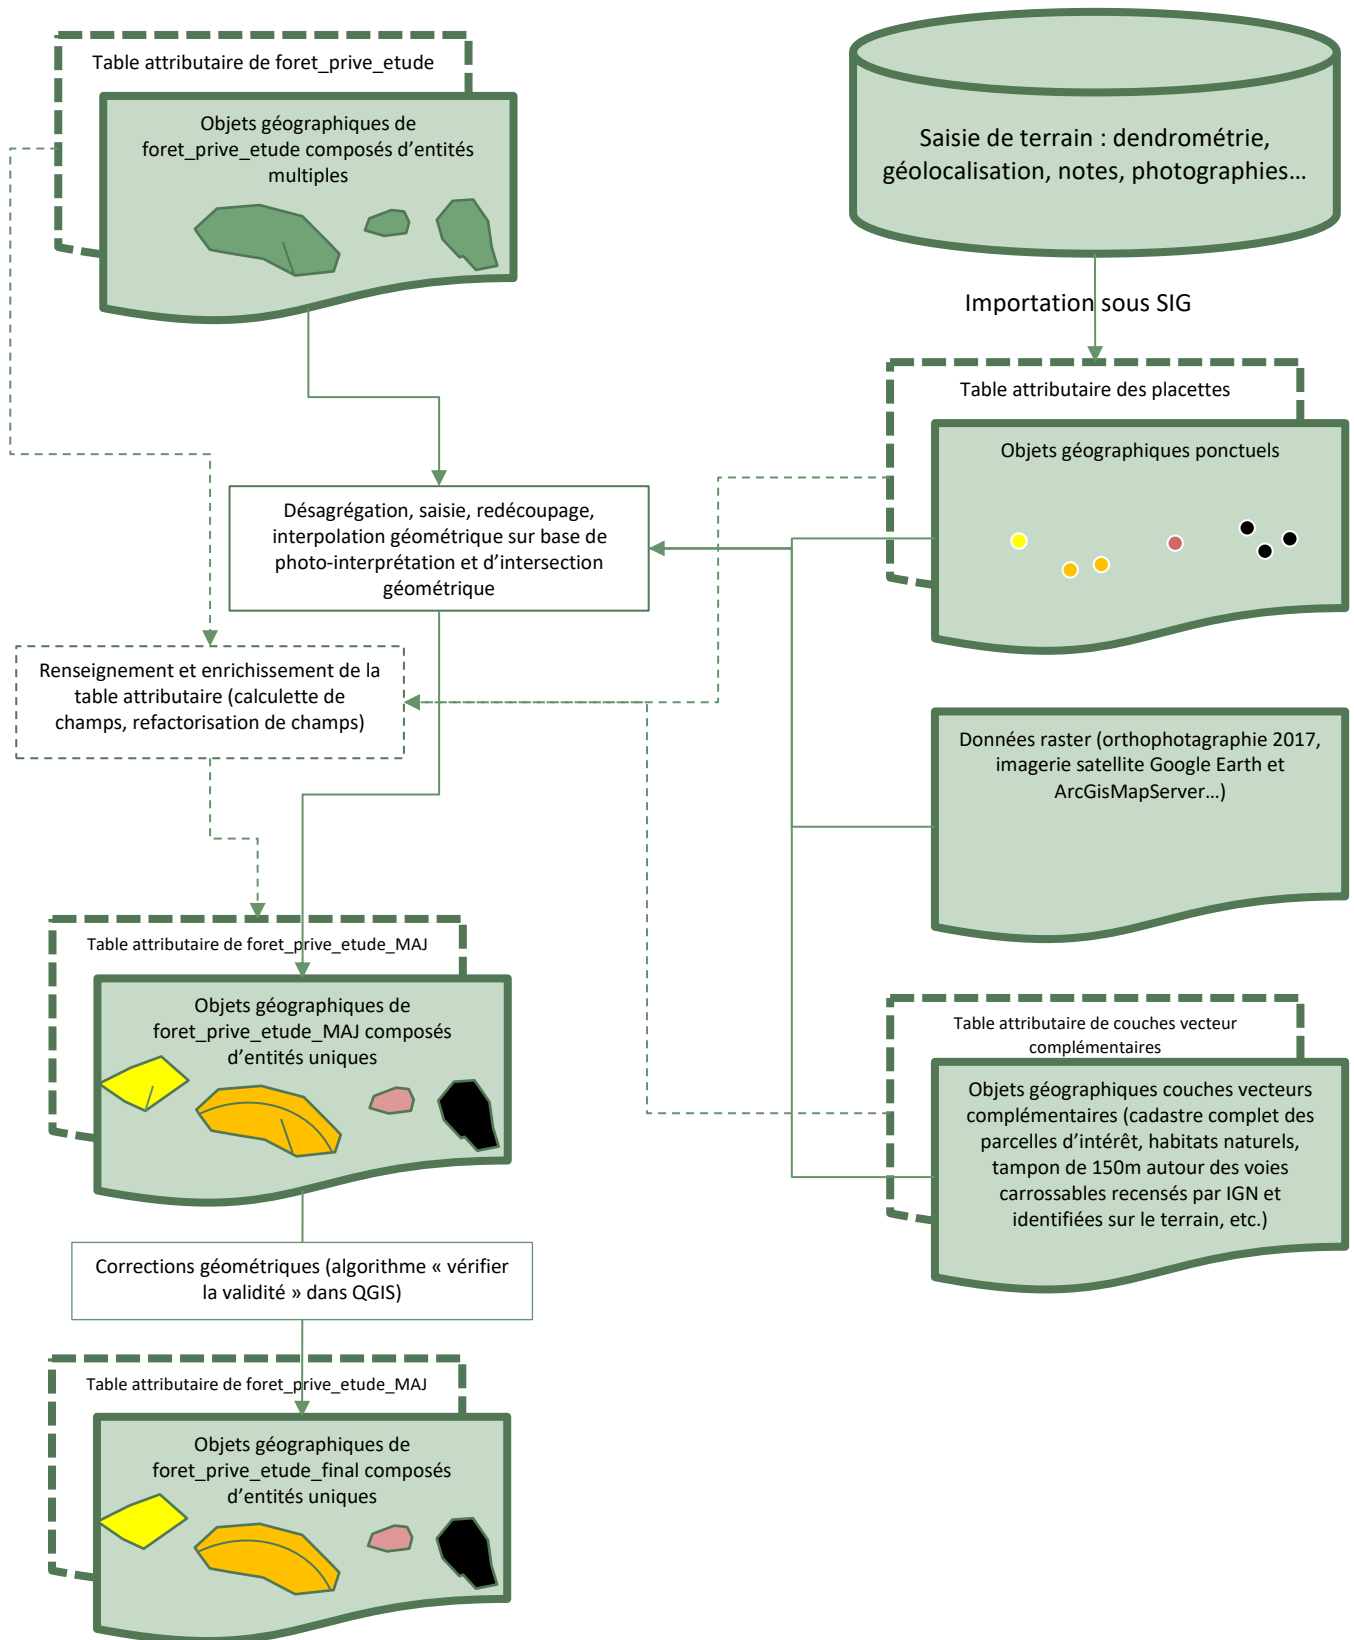 Table attributaire de foret_prive_etude
Objets géographiques de
foret_prive_etude composés d’entités
multiples
Saisie de terrain : dendrométrie,
géolocalisation, notes, photographies…
Importation sous SIG
Table attributaire des placettes
Objets géographiques ponctuels
Désagrégation, saisie, redécoupage,
interpolation géométrique sur base de
photo-interprétation et d’intersection
géométrique
Renseignement et enrichissement de la
table attributaire (calculette de
champs, refactorisation de champs)
Données raster (orthophotagraphie 2017,
imagerie satellite Google Earth et
ArcGisMapServer…)
Table attributaire de foret_prive_etude_MAJ
Objets géographiques de
foret_prive_etude_MAJ composés
d’entités uniques
Table attributaire de couches vecteur
complémentaires
Objets géographiques couches vecteurs
complémentaires (cadastre complet des
parcelles d’intérêt, habitats naturels,
tampon de 150m autour des voies
carrossables recensés par IGN et
identifiées sur le terrain, etc.)
Corrections géométriques (algorithme « vérifier
la validité » dans QGIS)
Table attributaire de foret_prive_etude_MAJ
Objets géographiques de
foret_prive_etude_final composés
d’entités uniques